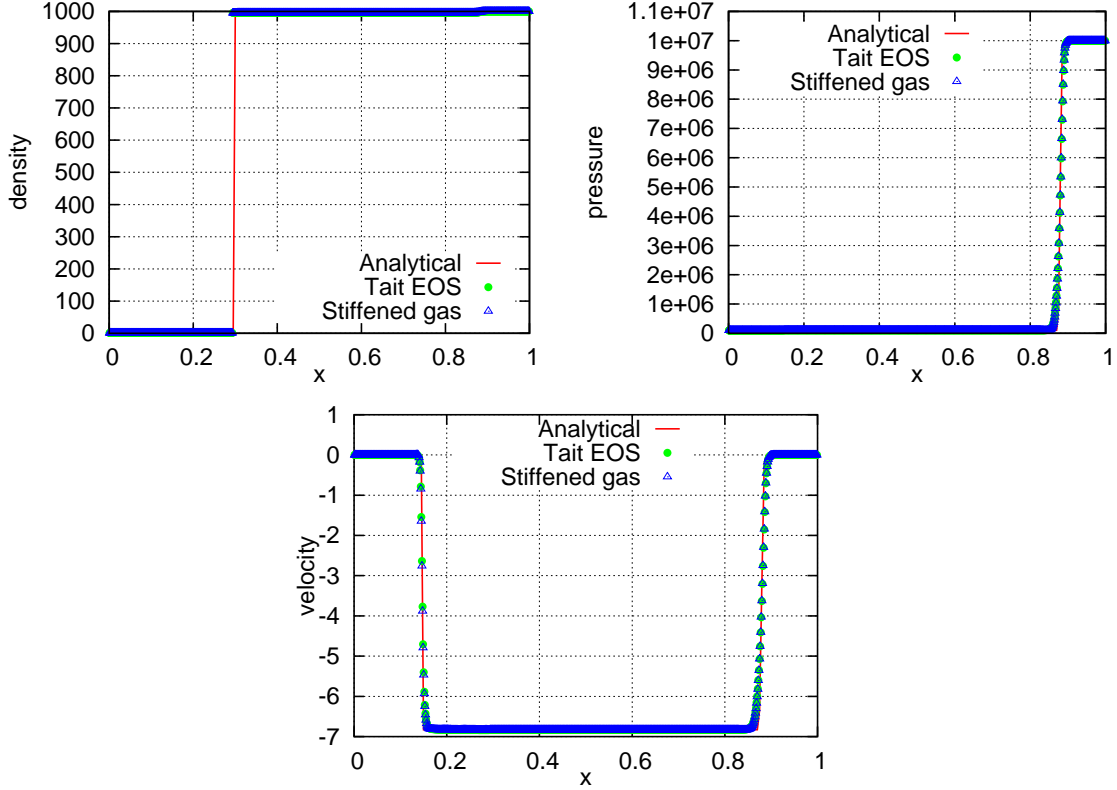 1000
900
800
700
600
500
400
300
200
100
0
density
Analytical
Tait EOS
Stiffened gas
0 0.2 0.4 0.6 0.8 1
x
1.1e+07
1e+07
9e+06
8e+06
7e+06
6e+06
5e+06
4e+06
3e+06
2e+06
1e+06
0
pressure
Analytical
Tait EOS
Stiffened gas
0 0.2 0.4 0.6 0.8 1
x
1
0
-1
-2
-3
-4
-5
-6
-7
velocity
Analytical
Tait EOS
Stiffened gas
0 0.2 0.4 0.6 0.8 1
x